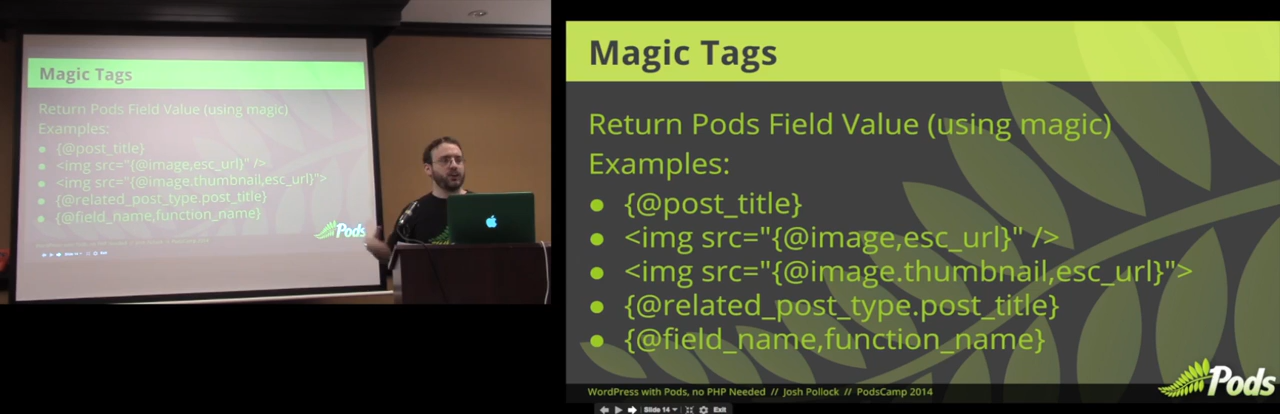 Magic Tags
Return Pods Field Value (using magic)
Examples:
● {@post_title}
● <img src="{@image,esc_url}" />
● <img src="{@image.thumbnail,esc_url}">
● {@related_post_type.post_title}
● {@field_name,function_name}
Pods
Magic Tags
Return Pods Field Value (using magic)
Examples:
● {@post_title}
● <img src="{@image,esc_url}" />
● <img src="{@image.thumbnail,esc_url}">
● {@related_post_type.post_title}
● {@field_name,function_name}
Pods
WordPress with Pods, no PHP Needed // Josh Pollock // PodsCamp 2014
Slide 14 Exit